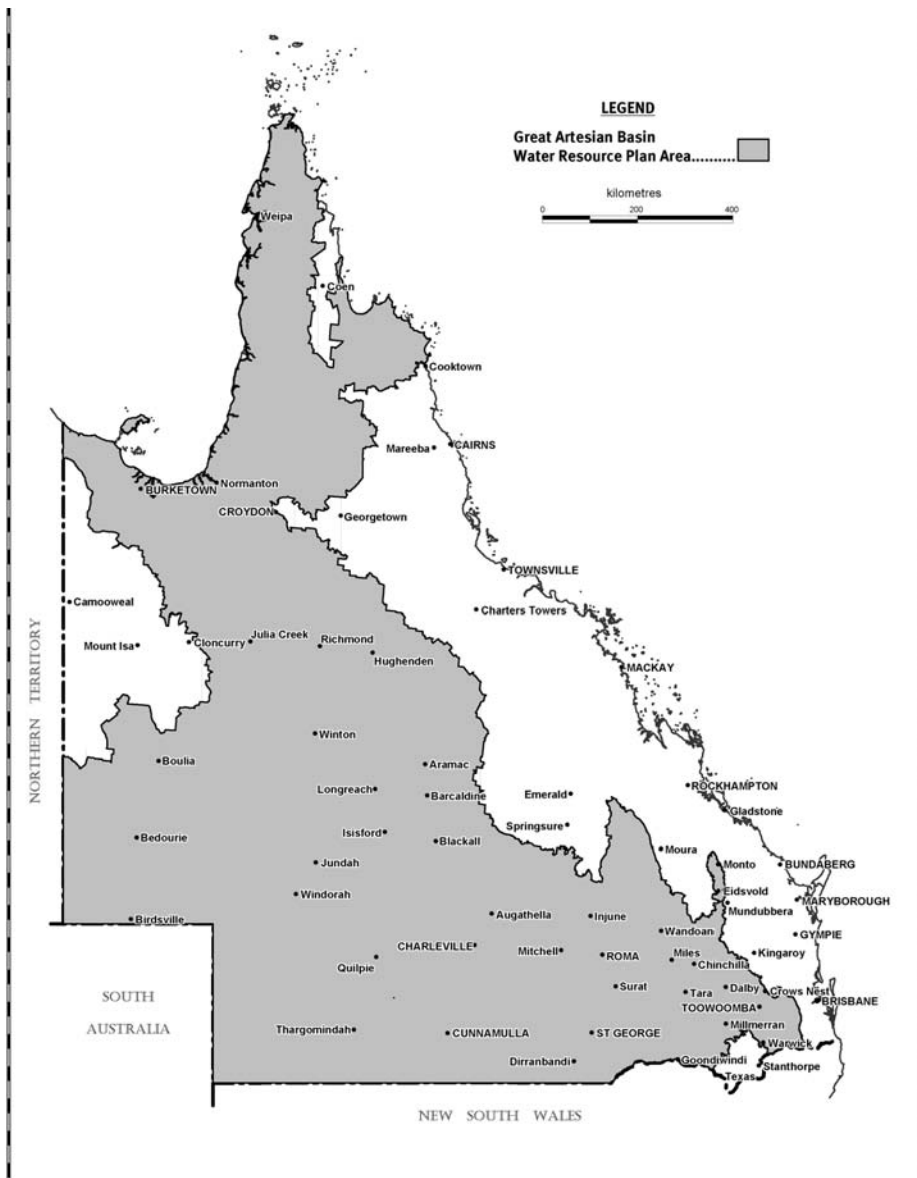 LEGEND
Great Artesian Basin
Water Resource Plan Area..........
kilometres
0 200 400
Weipa
Coen
Cooktown
Mareeba
CAIRNS
BURKETOWN
Normanton
CROYDON
Georgetown
TOWNSVILLE
Camooweal
Charters Towers
Mount Isa
Cloncurry
Julia Creek
Richmond
Hughenden
MACKAY
NORTHERN TERRITORY
Winton
Boulia
Aramac
Longreach
Barcaldine
Emerald
ROCKHAMPTON
Gladstone
Springsure
Isisford
Bedourie
Blackall
Moura
Jundah
Monto
BUNDABERG
Windorah
Eidsvold
MARYBOROUGH
Mundubbera
Birdsville
Augathella
Injune
Wandoan
GYMPIE
CHARLEVILLE
Mitchell
ROMA
Miles
Kingaroy
Quilpie
Chinchilla
Surat
Tara
Dalby
Crows Nest
BRISBANE
SOUTH
AUSTRALIA
TOOWOOMBA
Thargomindah
CUNNAMULLA
ST GEORGE
Millmerran
Warwick
Dirranbandi
Goondiwindi
Stanthorpe
Texas
NEW SOUTH WALES